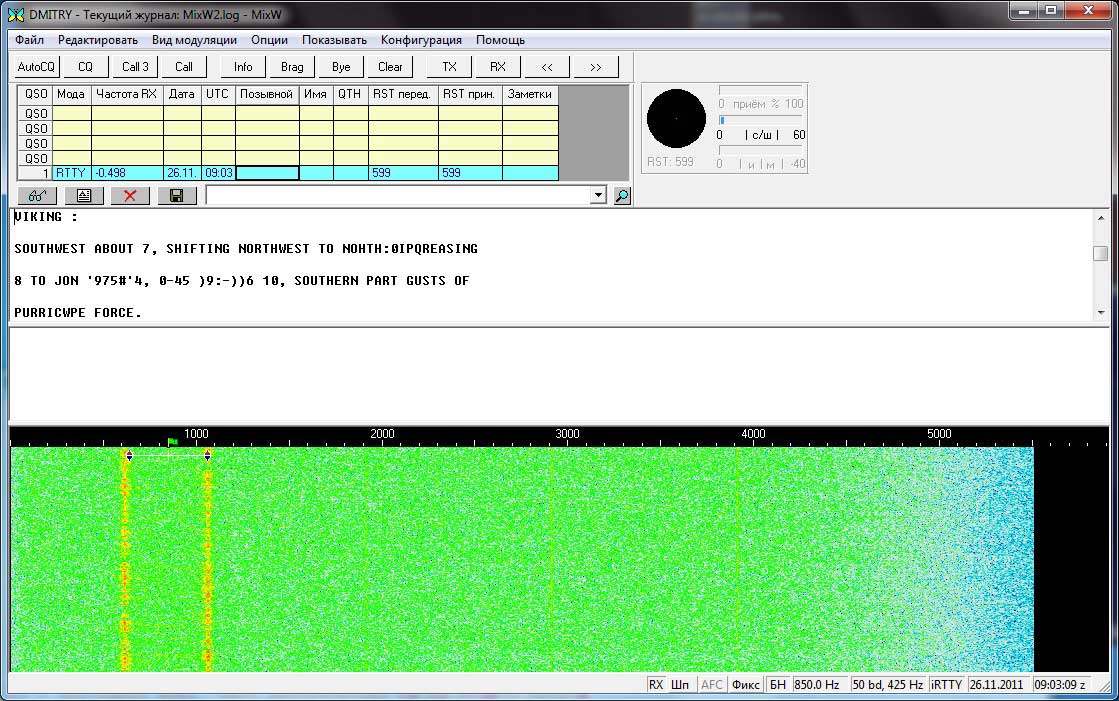 DMITRY - Текущий журнал: MixW2.log - MixW
Файл Редактировать Вид модуляции Опции Показывать Конфигурация Помощь
AutoCQ CQ Call 3 Call Info Brag Bye Clear TX RX << >>
QSO Мода Частота RX Дата UTC Позывной Имя QTH RST перед. RST прин. Заметки
QSO
QSO
QSO
QSO
1 RTTY -0.498 26.11. 09:03 599 599
0 приём % 100
0 | с/ш | 60
RST: 599 0 | и | м | -40
VIKING :
SOUTHWEST ABOUT 7, SHIFTING NORTHWEST TO NOHTH:0IPQREASING
8 TO JON '975#'4, 0-45 )9:-))6 10, SOUTHERN PART GUSTS OF
PURRICWPE FORCE.
1000 2000 3000 4000 5000
RX Шп AFC Фикс БН 850.0 Hz 50 bd, 425 Hz iRTTY 26.11.2011 09:03:09 z